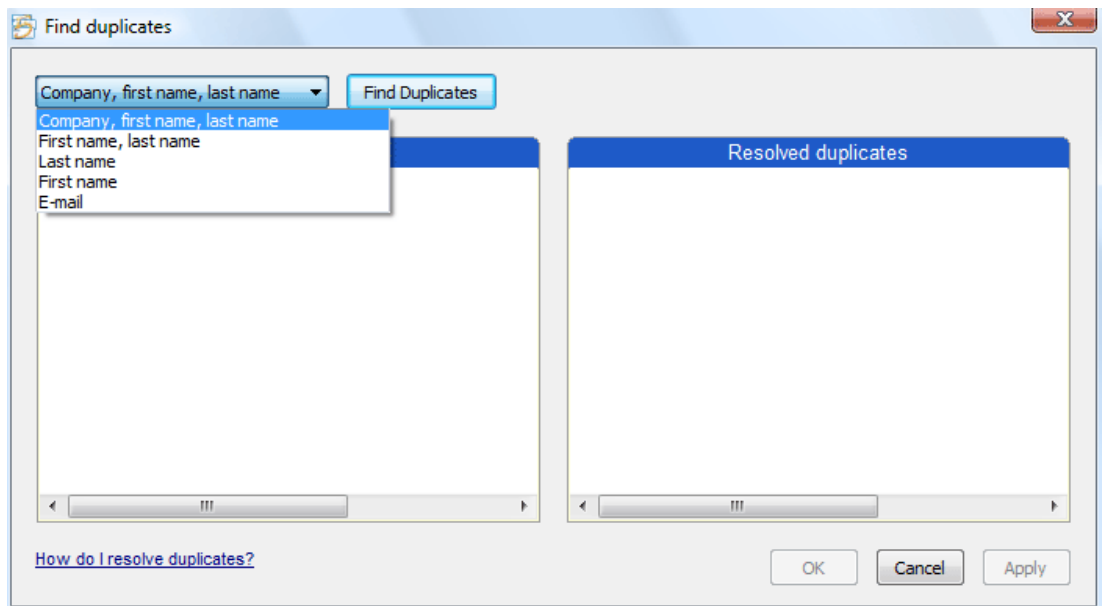 Find duplicates
Company, first name, last name
Find Duplicates
Company, first name, last name
First name, last name
Last name
First name
E-mail
Resolved duplicates
How do I resolve duplicates?
OK
Cancel
Apply